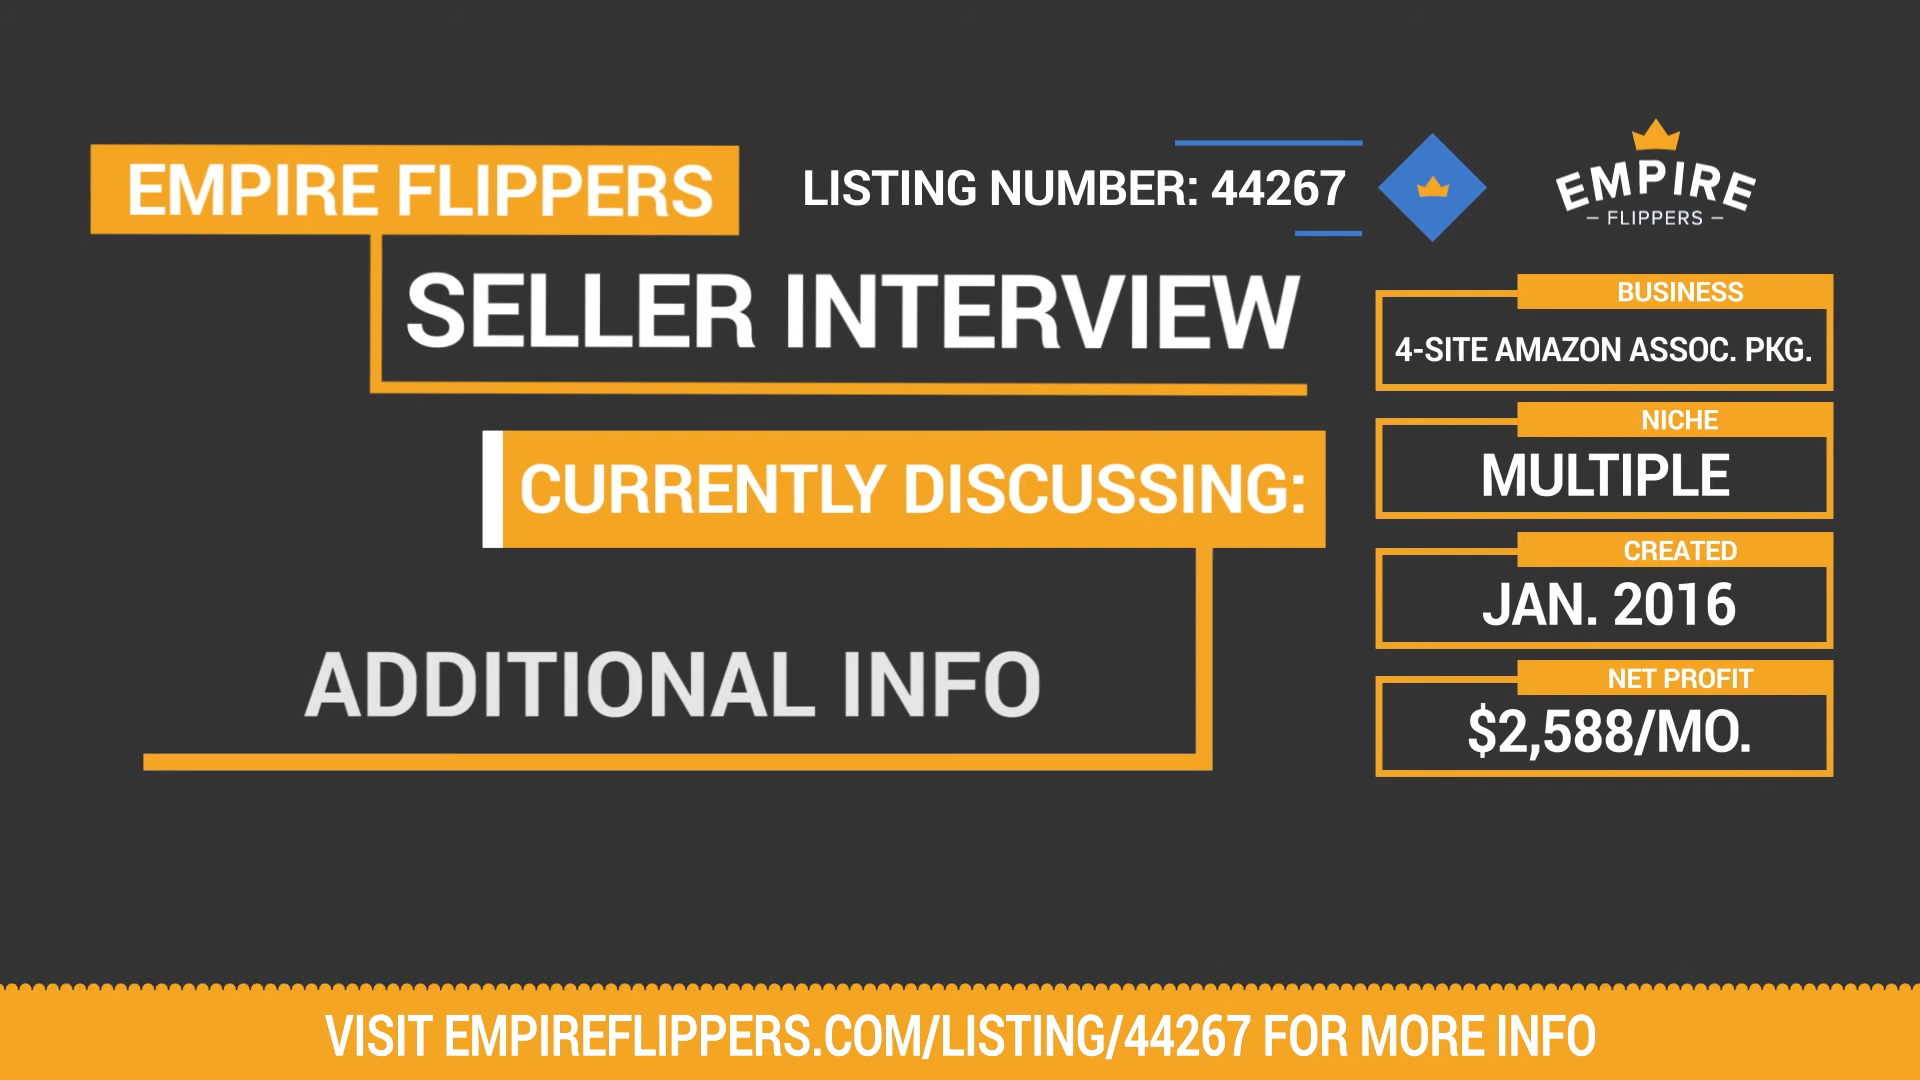 EMPIRE FLIPPERS
LISTING NUMBER: 44267
EMPIRE
FLIPPERS
SELLER INTERVIEW
CURRENTLY DISCUSSING:
ADDITIONAL INFO
BUSINESS
4-SITE AMAZON ASSOC. PKG.
NICHE
MULTIPLE
CREATED
JAN. 2016
NET PROFIT
$2,588/MO.
VISIT EMPIREFLIPPERS.COM/LISTING/44267 FOR MORE INFO